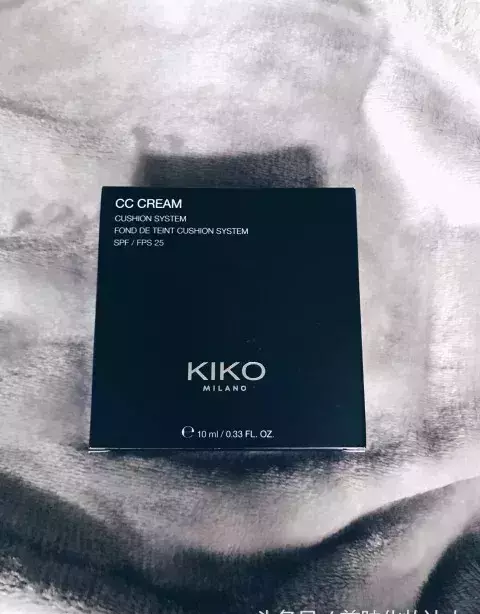 CC CREAM
CUSHION SYSTEM
FOND DE TEINT CUSHION SYSTEM
SPF / FPS 25
KIKO
MILANO
℮ 10 ml / 0.33 FL. OZ.